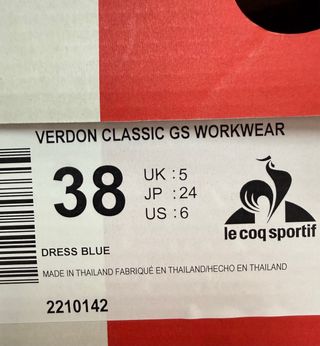 VERDON CLASSIC GS WORKWEAR
38
UK : 5
JP : 24
US : 6
le coq sportif
DRESS BLUE
MADE IN THAILAND FABRIQUÉ EN THAILAND/HECHO EN THAILAND
2210142